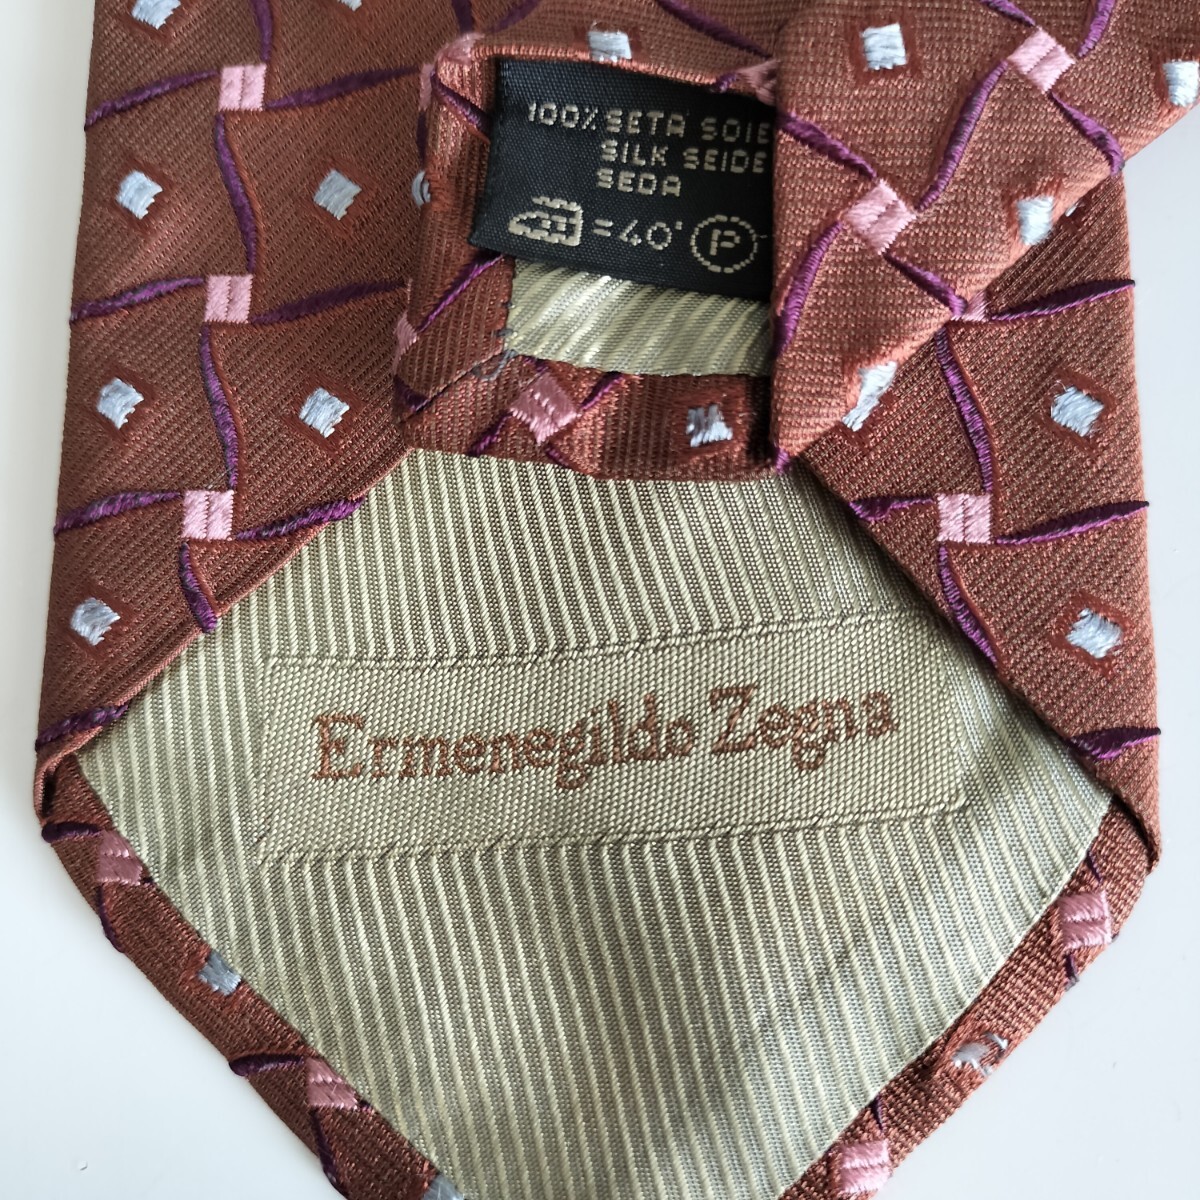 100% SETA SOIE
SILK SEIDE
SEDA
=40° P
Ermenegildo Zegna